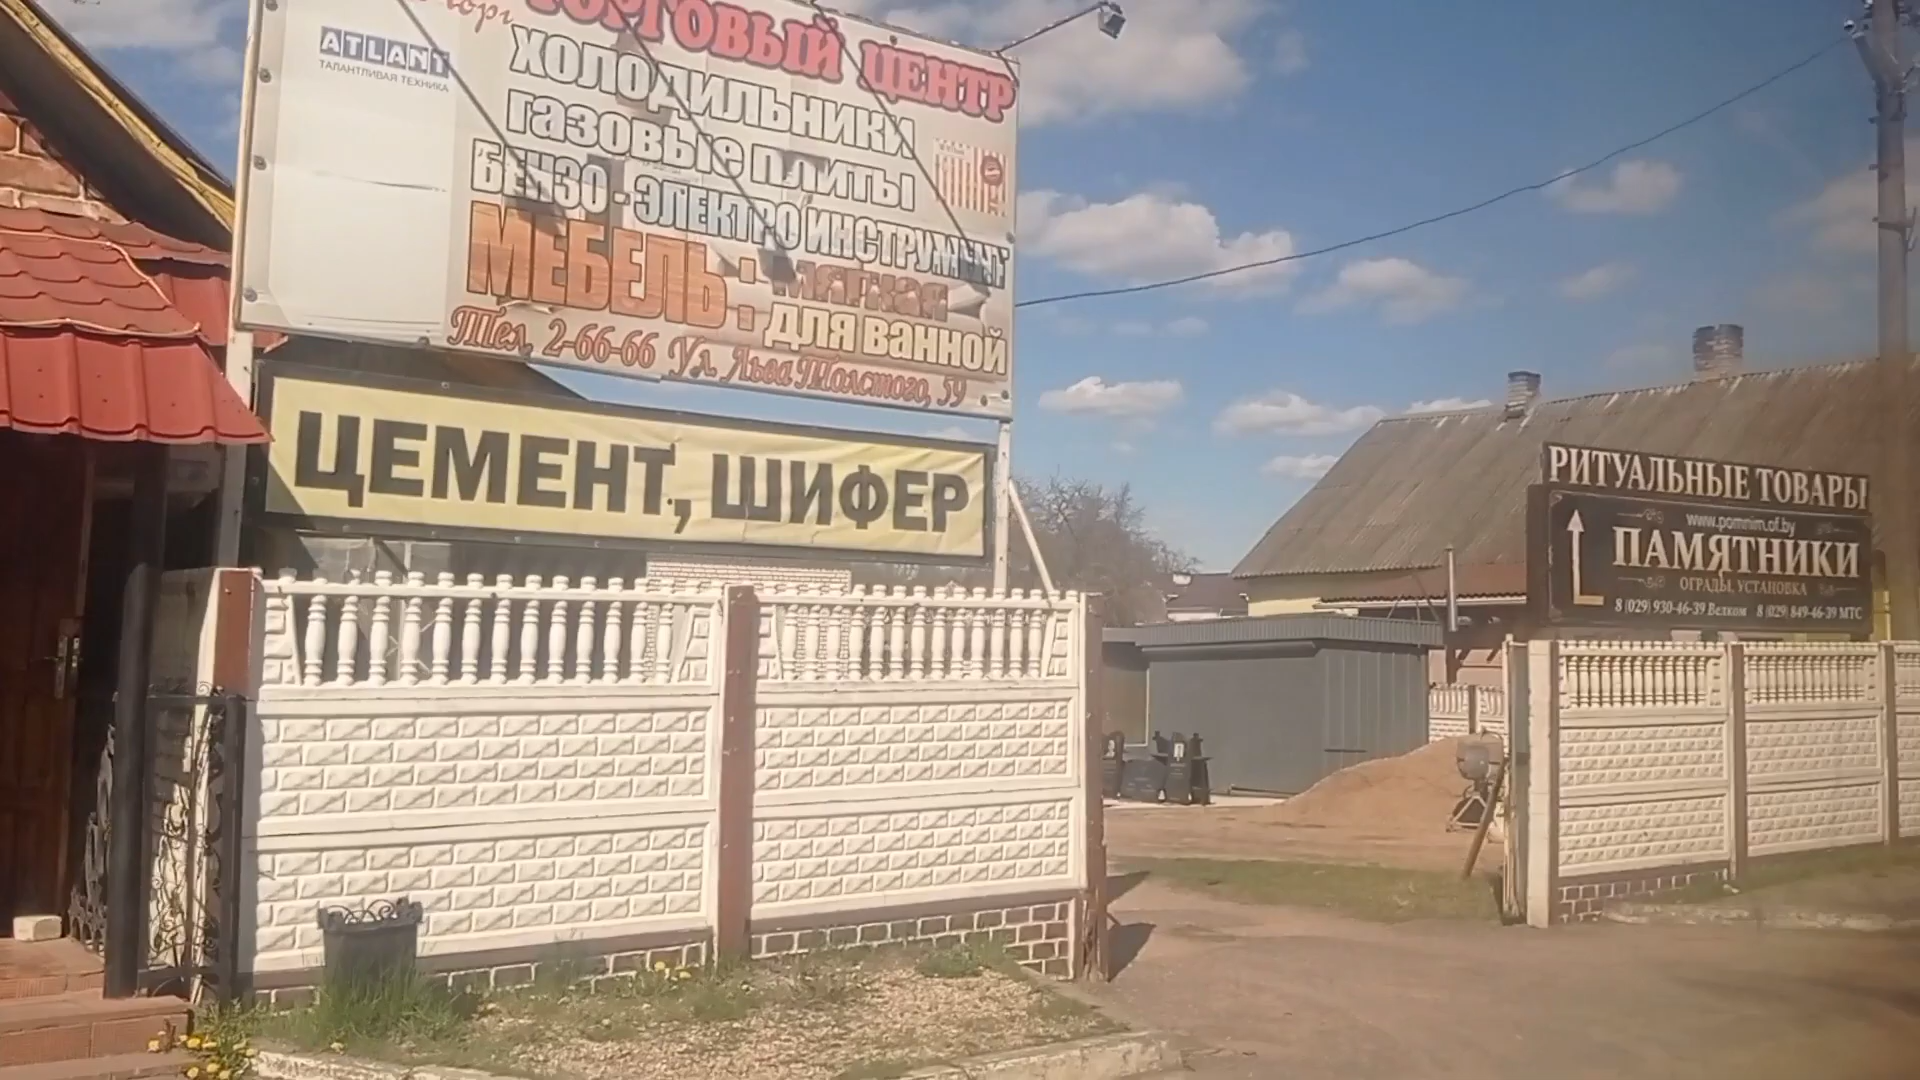 ТОРГОВЫЙ ЦЕНТР
ATLANT
ТАЛАНТЛИВАЯ ТЕХНИКА
ХОЛОДИЛЬНИКИ
газовые плиты
БЕНЗО - ЭЛЕКТРО ИНСТРУМЕНТ
МЕБЕЛЬ: МЯГКАЯ
ДЛЯ ВАННОЙ
Тел. 2-66-66 Ул. Льва Толстого, 59
ЦЕМЕНТ, ШИФЕР
РИТУАЛЬНЫЕ ТОВАРЫ
www.pomnim.of.by
ПАМЯТНИКИ
ОГРАДЫ, УСТАНОВКА
8 (029) 930-46-39 Велком 8 (029) 849-46-39 МТС